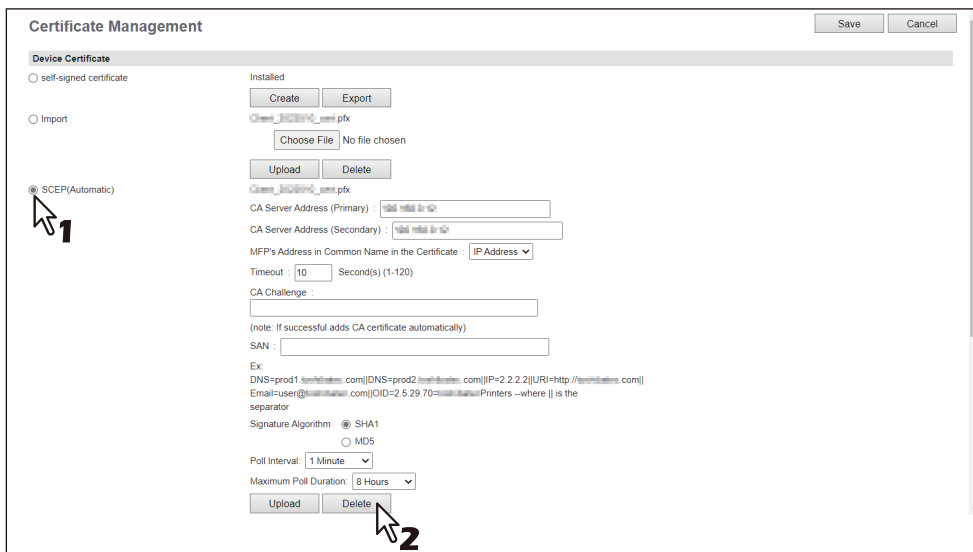 Certificate Management
Save
Cancel
Device Certificate
self-signed certificate
Installed
Create
Export
Import
.pfx
Choose File No file chosen
Upload
Delete
SCEP(Automatic)
.pfx
1
CA Server Address (Primary) :
CA Server Address (Secondary) :
MFP's Address in Common Name in the Certificate : IP Address
Timeout : 10 Second(s) (1-120)
CA Challenge :
(note: If successful adds CA certificate automatically)
SAN :
Ex:
DNS=prod1. .com||DNS=prod2. .com||IP=2.2.2.2||URI=http:// .com||
Email=user@ .com||OID=2.5.29.70= Printers --where || is the
separator
Signature Algorithm SHA1
MD5
Poll Interval: 1 Minute
Maximum Poll Duration: 8 Hours
Upload
Delete
2